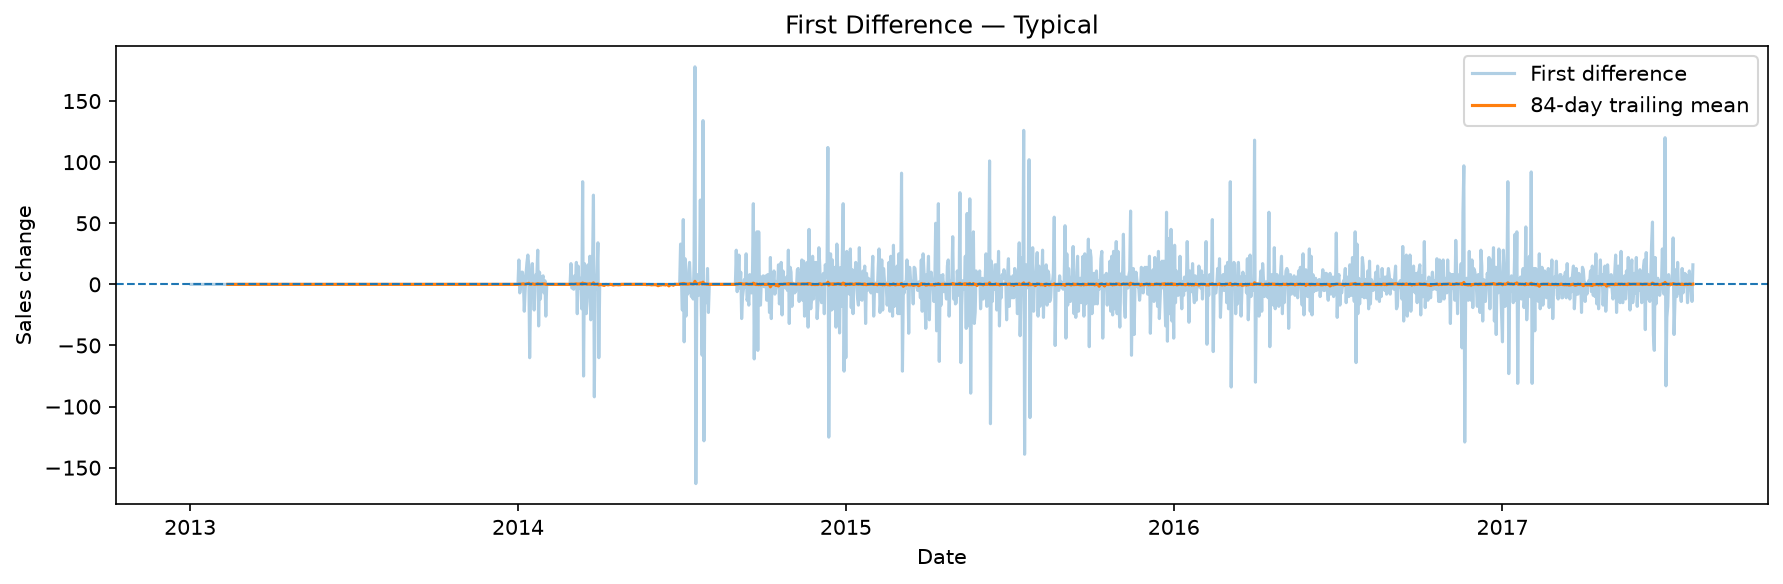 First Difference — Typical
First difference
84-day trailing mean
150
100
50
0
−50
−100
−150
Sales change
2013
2014
2015
2016
2017
Date